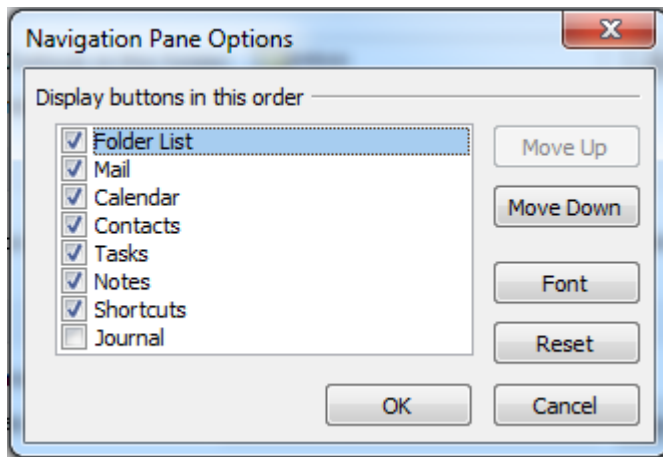 Navigation Pane Options
Display buttons in this order
Folder List
Mail
Calendar
Contacts
Tasks
Notes
Shortcuts
Journal
Move Up
Move Down
Font
Reset
OK
Cancel